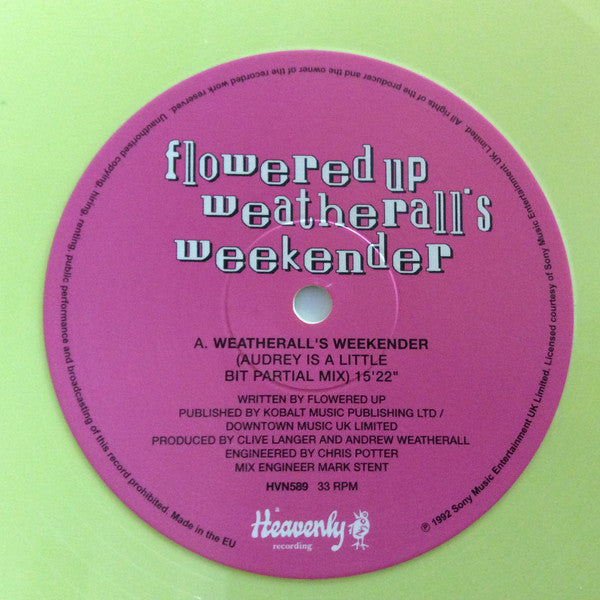 flowered up
weatherall's
weekender
A. WEATHERALL'S WEEKENDER
(AUDREY IS A LITTLE
BIT PARTIAL MIX) 15'22"
WRITTEN BY FLOWERED UP
PUBLISHED BY KOBALT MUSIC PUBLISHING LTD /
DOWNTOWN MUSIC UK LIMITED
PRODUCED BY CLIVE LANGER AND ANDREW WEATHERALL
ENGINEERED BY CHRIS POTTER
MIX ENGINEER MARK STENT
HVN589 33 RPM
a
Heavenly
recording
℗ 1992 Sony Music Entertainment UK Limited. Licensed courtesy of Sony Music Entertainment UK Limited. All rights of the producer and the owner of the recorded work reserved. Unauthorised copying, hiring, renting, public performance and broadcasting of this record prohibited. Made in the EU